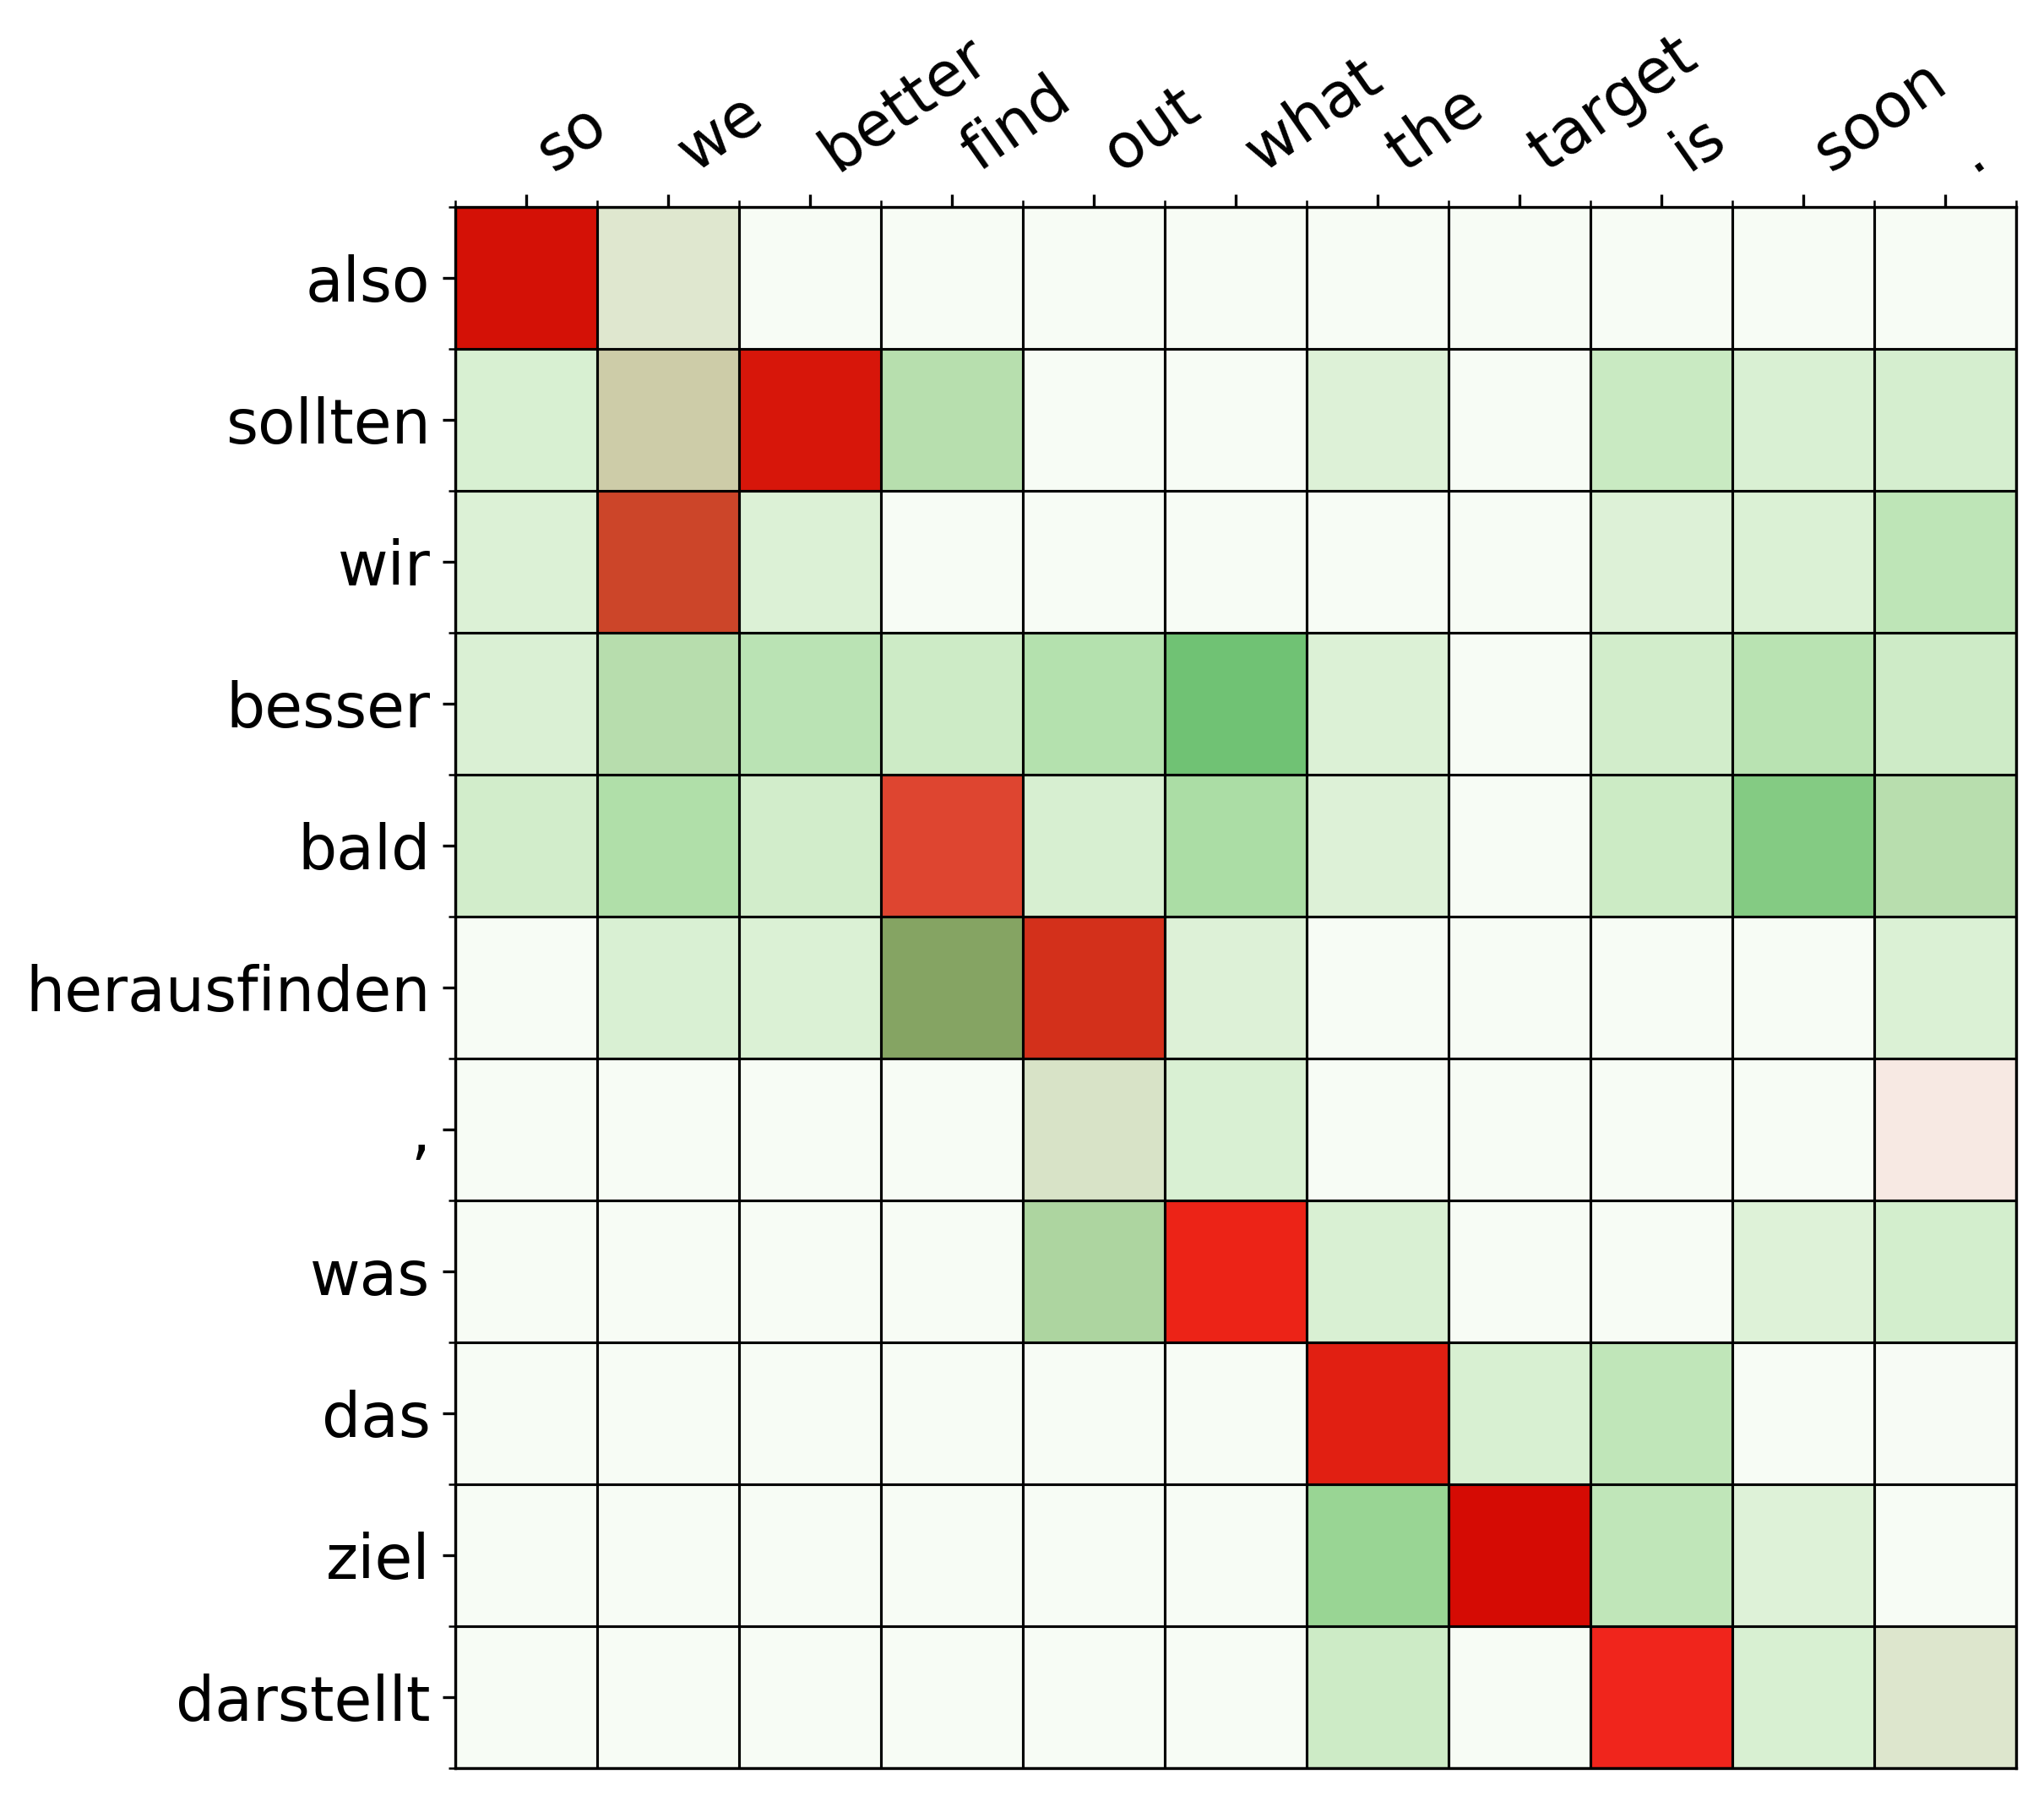 so we better find out what the target is soon .
also
sollten
wir
besser
bald
herausfinden
,
was
das
ziel
darstellt